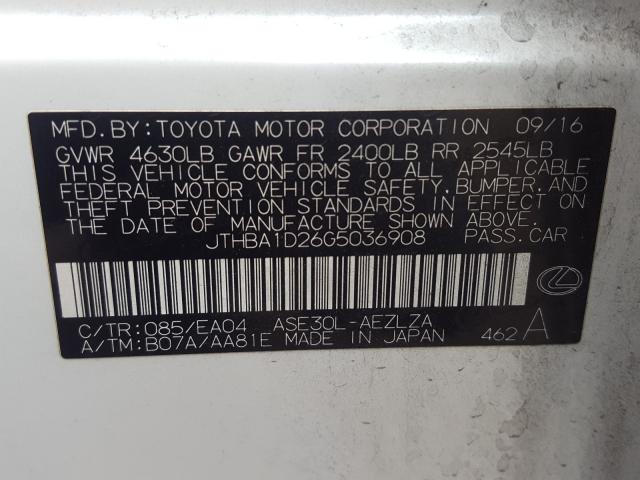 MFD.BY:TOYOTA MOTOR CORPORATION 09/16
GVWR 4630LB GAWR FR 2400LB RR 2545LB
THIS VEHICLE CONFORMS TO ALL APPLICABLE
FEDERAL MOTOR VEHICLE SAFETY,BUMPER,AND
THEFT PREVENTION STANDARDS IN EFFECT ON
THE DATE OF MANUFACTURE SHOWN ABOVE.
JTHBA1D26G5036908 PASS.CAR
C/TR:085/EA04 ASE30L-AEZLZA
A/TM:B07A/AA81E MADE IN JAPAN 462 A